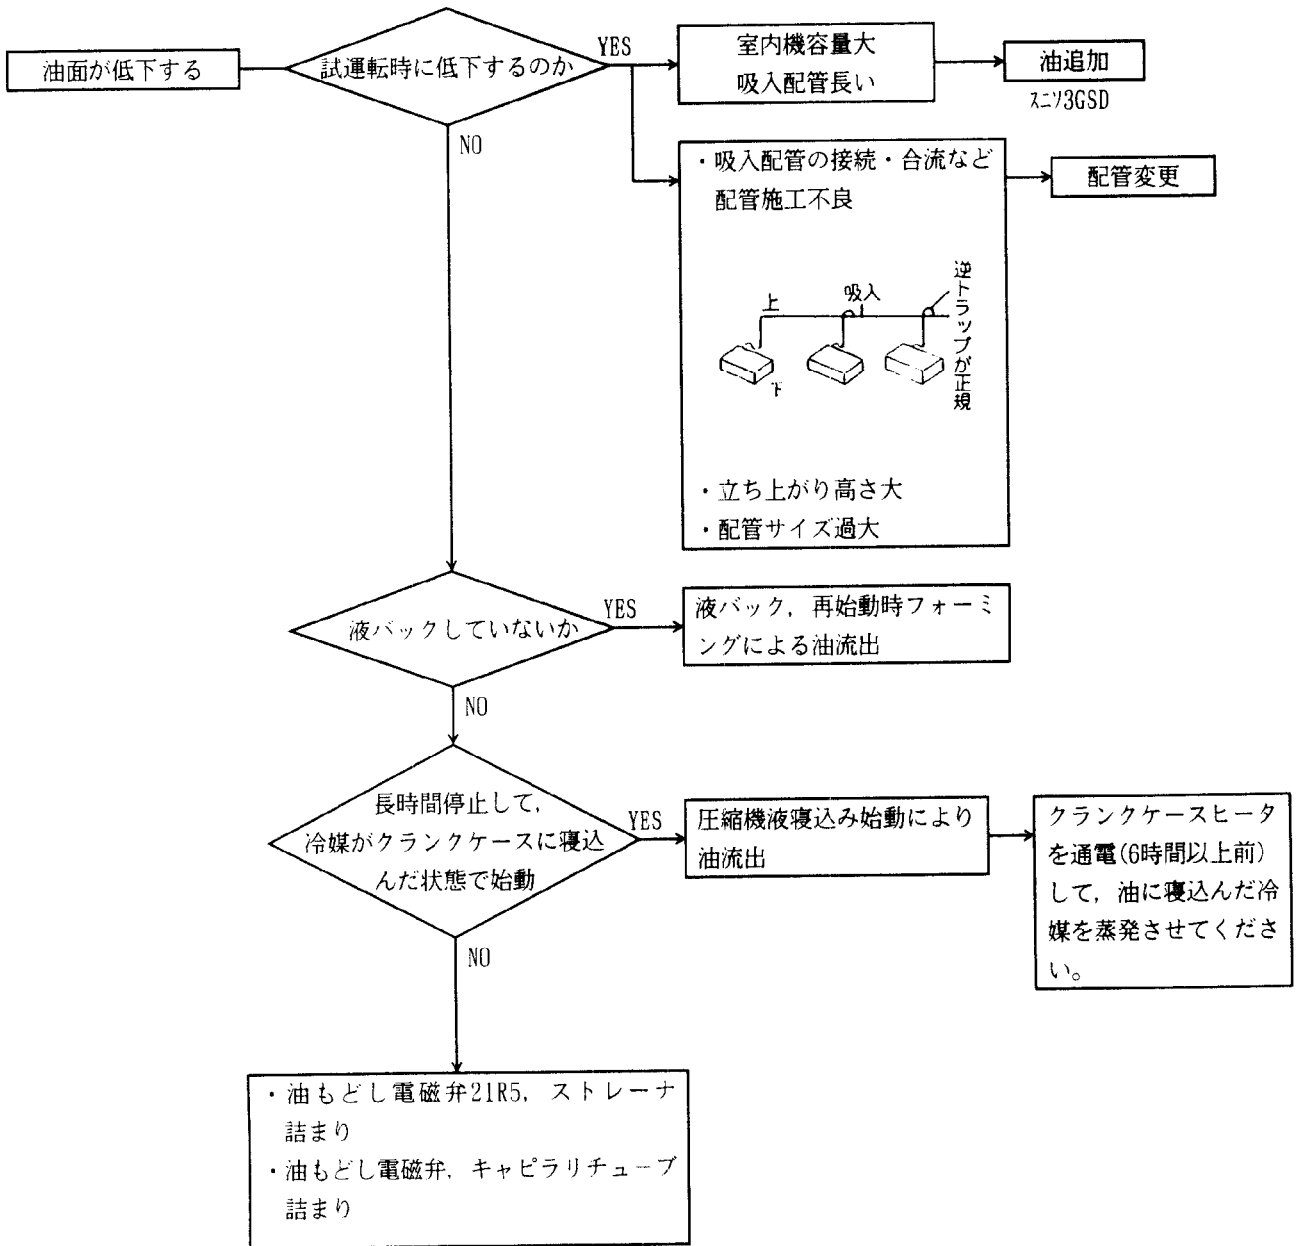 油面が低下する
試運転時に低下するのか
YES
室内機容量大
吸入配管長い
油追加
スニソ3GSD
NO
・吸入配管の接続・合流など
配管施工不良
配管変更
上
吸入
逆トラップが正規
下
・立ち上がり高さ大
・配管サイズ過大
液バックしていないか
YES
液バック，再始動時フォーミ
ングによる油流出
NO
長時間停止して，
冷媒がクランクケースに寝込
んだ状態で始動
YES
圧縮機液寝込み始動により
油流出
クランクケースヒータ
を通電(6時間以上前)
して，油に寝込んだ冷
媒を蒸発させてくださ
い。
NO
・油もどし電磁弁21R5，ストレーナ
詰まり
・油もどし電磁弁，キャピラリチューブ
詰まり